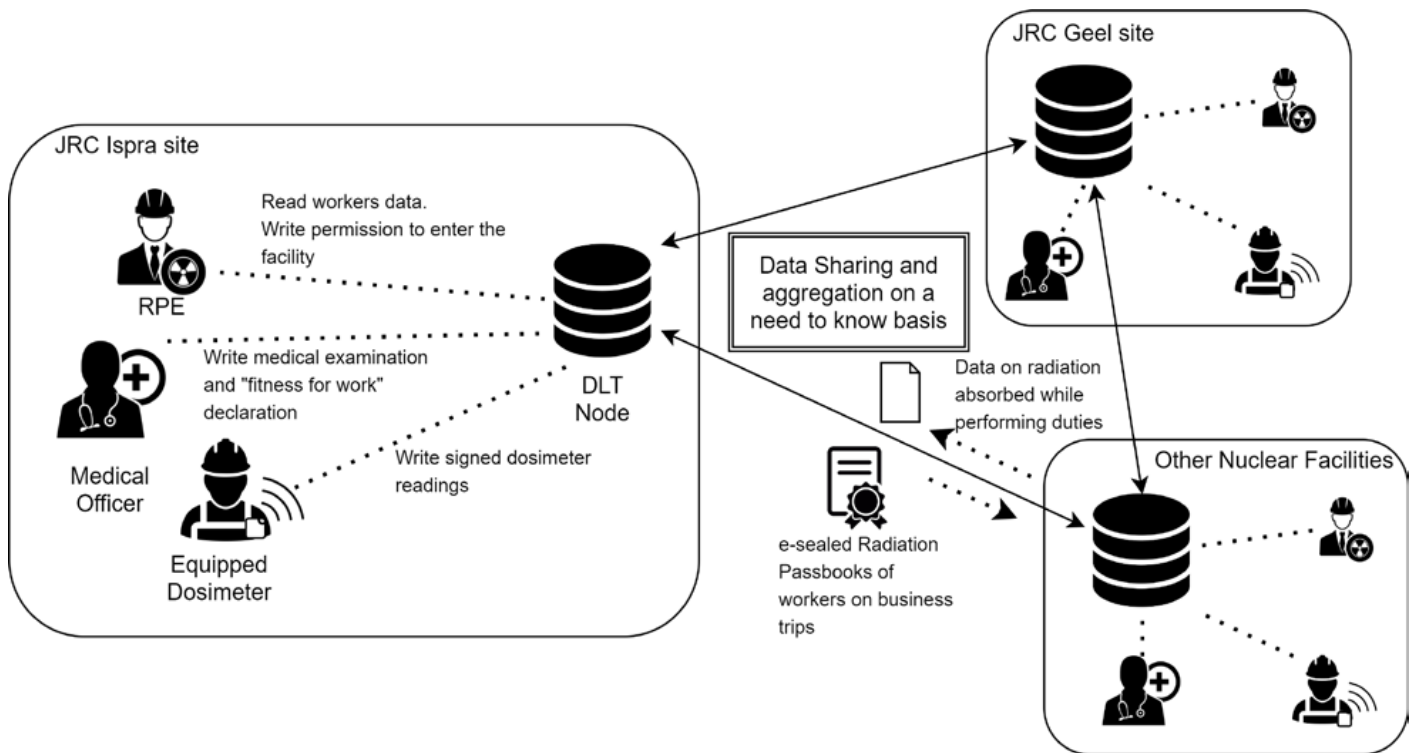 JRC Geel site
JRC Ispra site
Read workers data.
Write permission to enter the
facility
RPE
Write medical examination
and "fitness for work"
declaration
Medical
Officer
Write signed dosimeter
readings
Equipped
Dosimeter
DLT
Node
Data Sharing and
aggregation on a
need to know basis
Data on radiation
absorbed while
performing duties
e-sealed Radiation
Passbooks of
workers on business
trips
Other Nuclear Facilities